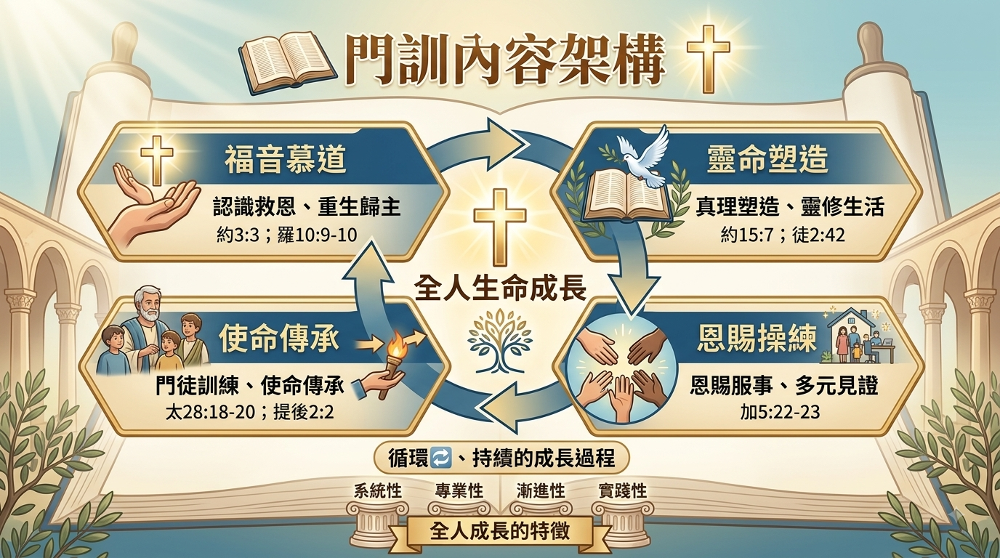 門訓內容架構
福音慕道
認識救恩、重生歸主
約3:3；羅10:9-10
靈命塑造
真理塑造、靈修生活
約15:7；徒2:42
全人生命成長
使命傳承
門徒訓練、使命傳承
太28:18-20；提後2:2
恩賜操練
恩賜服事、多元見證
加5:22-23
循環🔁、持續的成長過程
系統性
專業性
漸進性
實踐性
全人成長的特徵